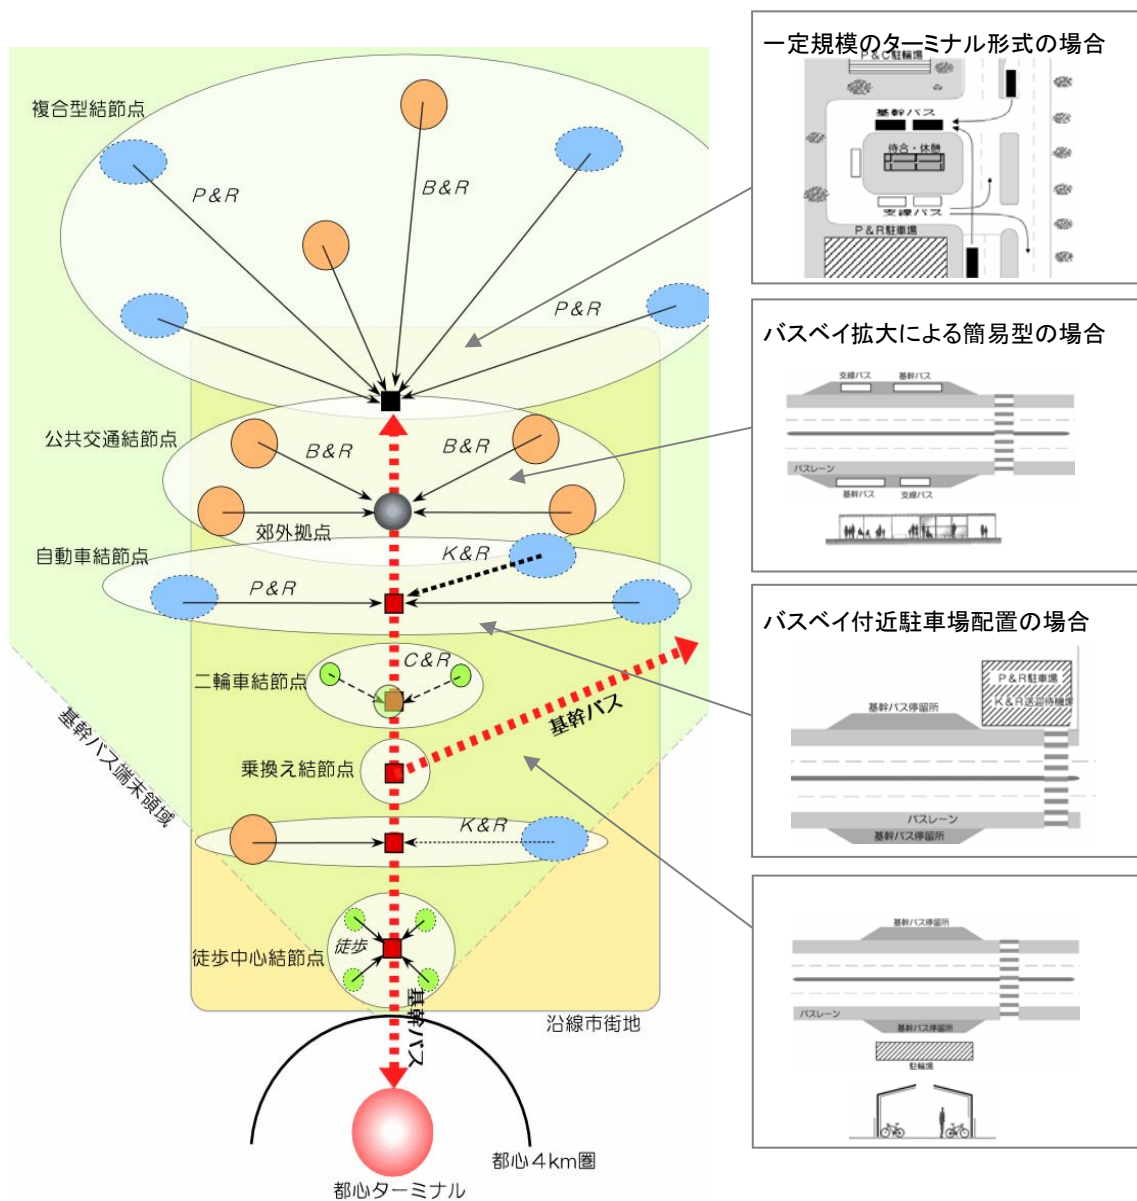 複合型結節点
P&R
B&R
P&R
公共交通結節点
B&R
B&R
郊外拠点
自動車結節点
K&R
P&R
C&R
二輪車結節点
基幹バス
基幹バス端末領域
乗換え結節点
K&R
徒歩
徒歩中心結節点
基幹バス
沿線市街地
都心4km圏
都心ターミナル
一定規模のターミナル形式の場合
P&C駐輪場
基幹バス
待合・休憩
支線バス
P&R駐車場
バスベイ拡大による簡易型の場合
支線バス
基幹バス
バスレーン
基幹バス
支線バス
バスベイ付近駐車場配置の場合
P&R駐車場
K&R送迎待機場
基幹バス停留所
バスレーン
基幹バス停留所
基幹バス停留所
バスレーン
基幹バス停留所
駐輪場